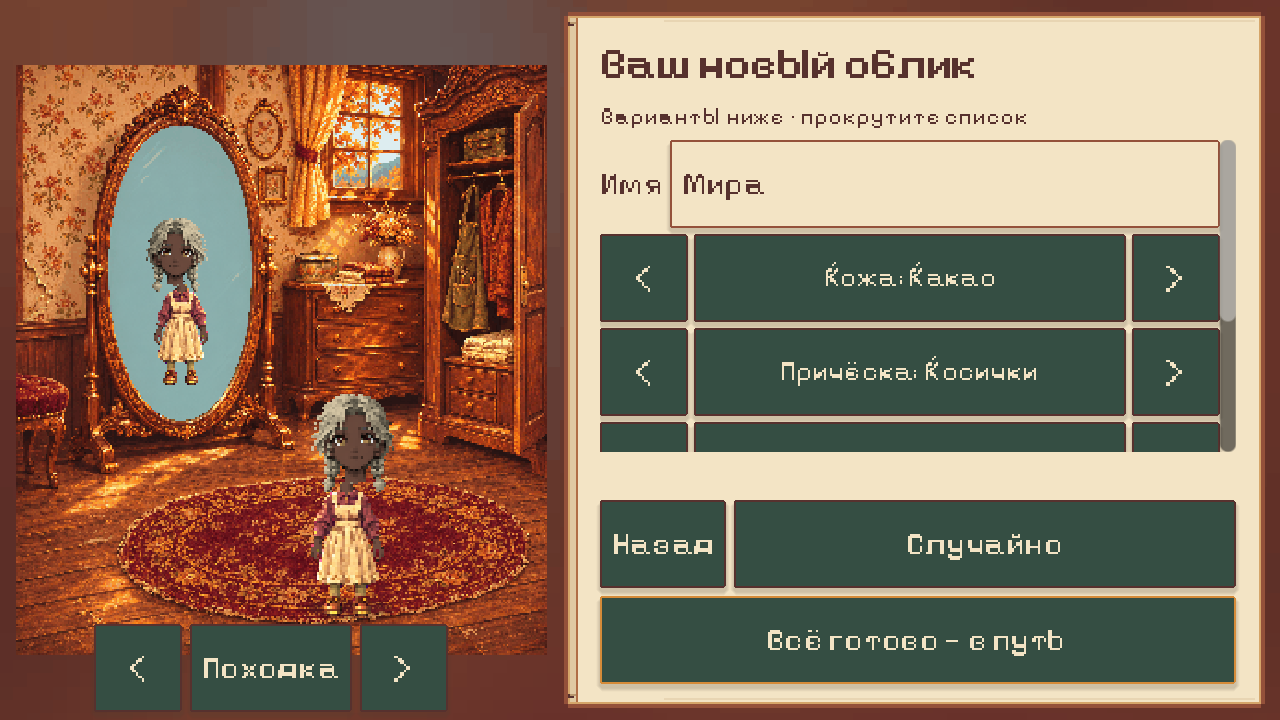 Ваш новый облик
Варианты ниже · прокрутите список
Имя Мира
< Кожа: Какао >
< Причёска: Косички >
Назад Случайно
Всё готово – в путь
< Походка >